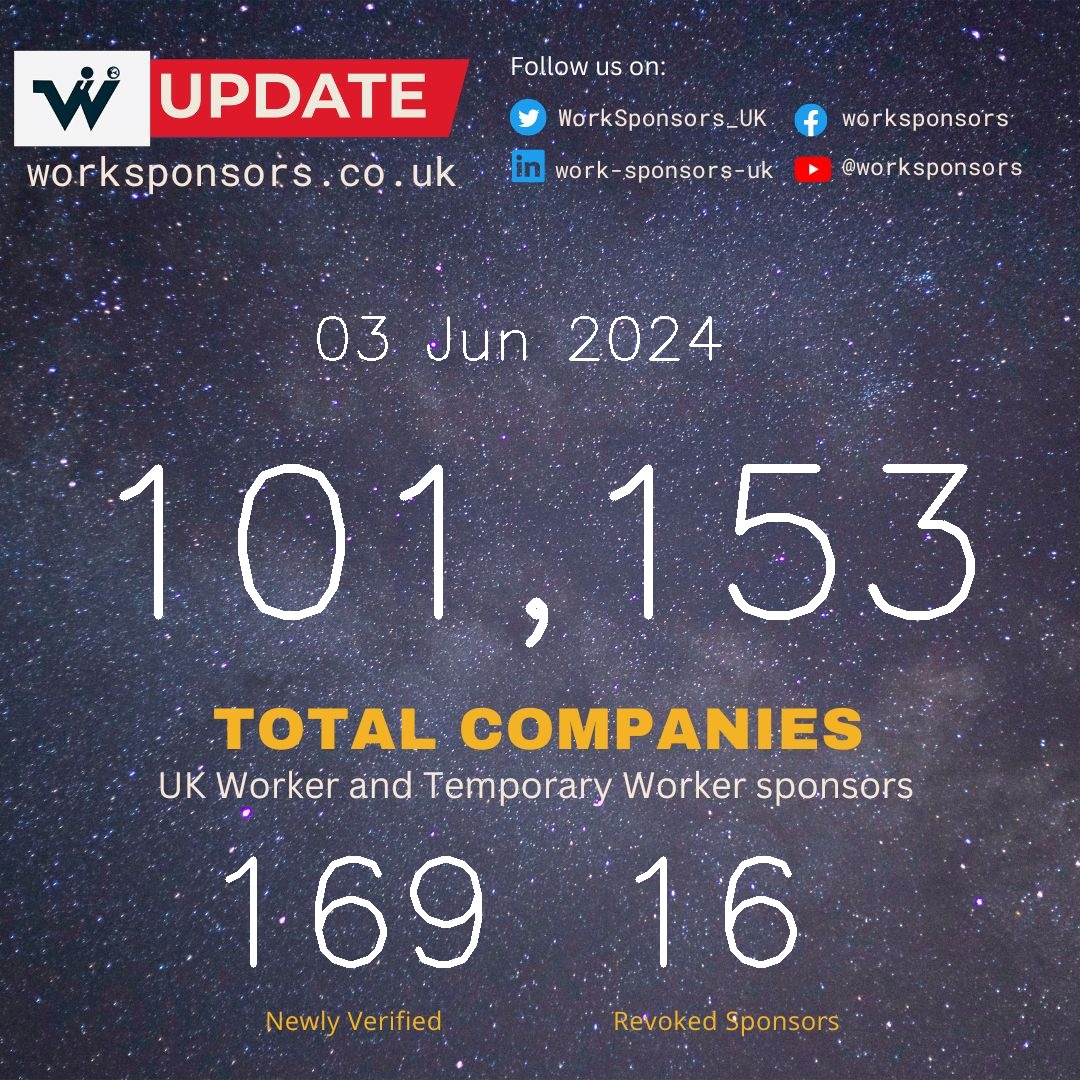 UPDATE
worksponsors.co.uk
Follow us on:
WorkSponsors_UK
worksponsors
work-sponsors-uk
@worksponsors
03 Jun 2024
101,153
TOTAL COMPANIES
UK Worker and Temporary Worker sponsors
169 16
Newly Verified Revoked Sponsors